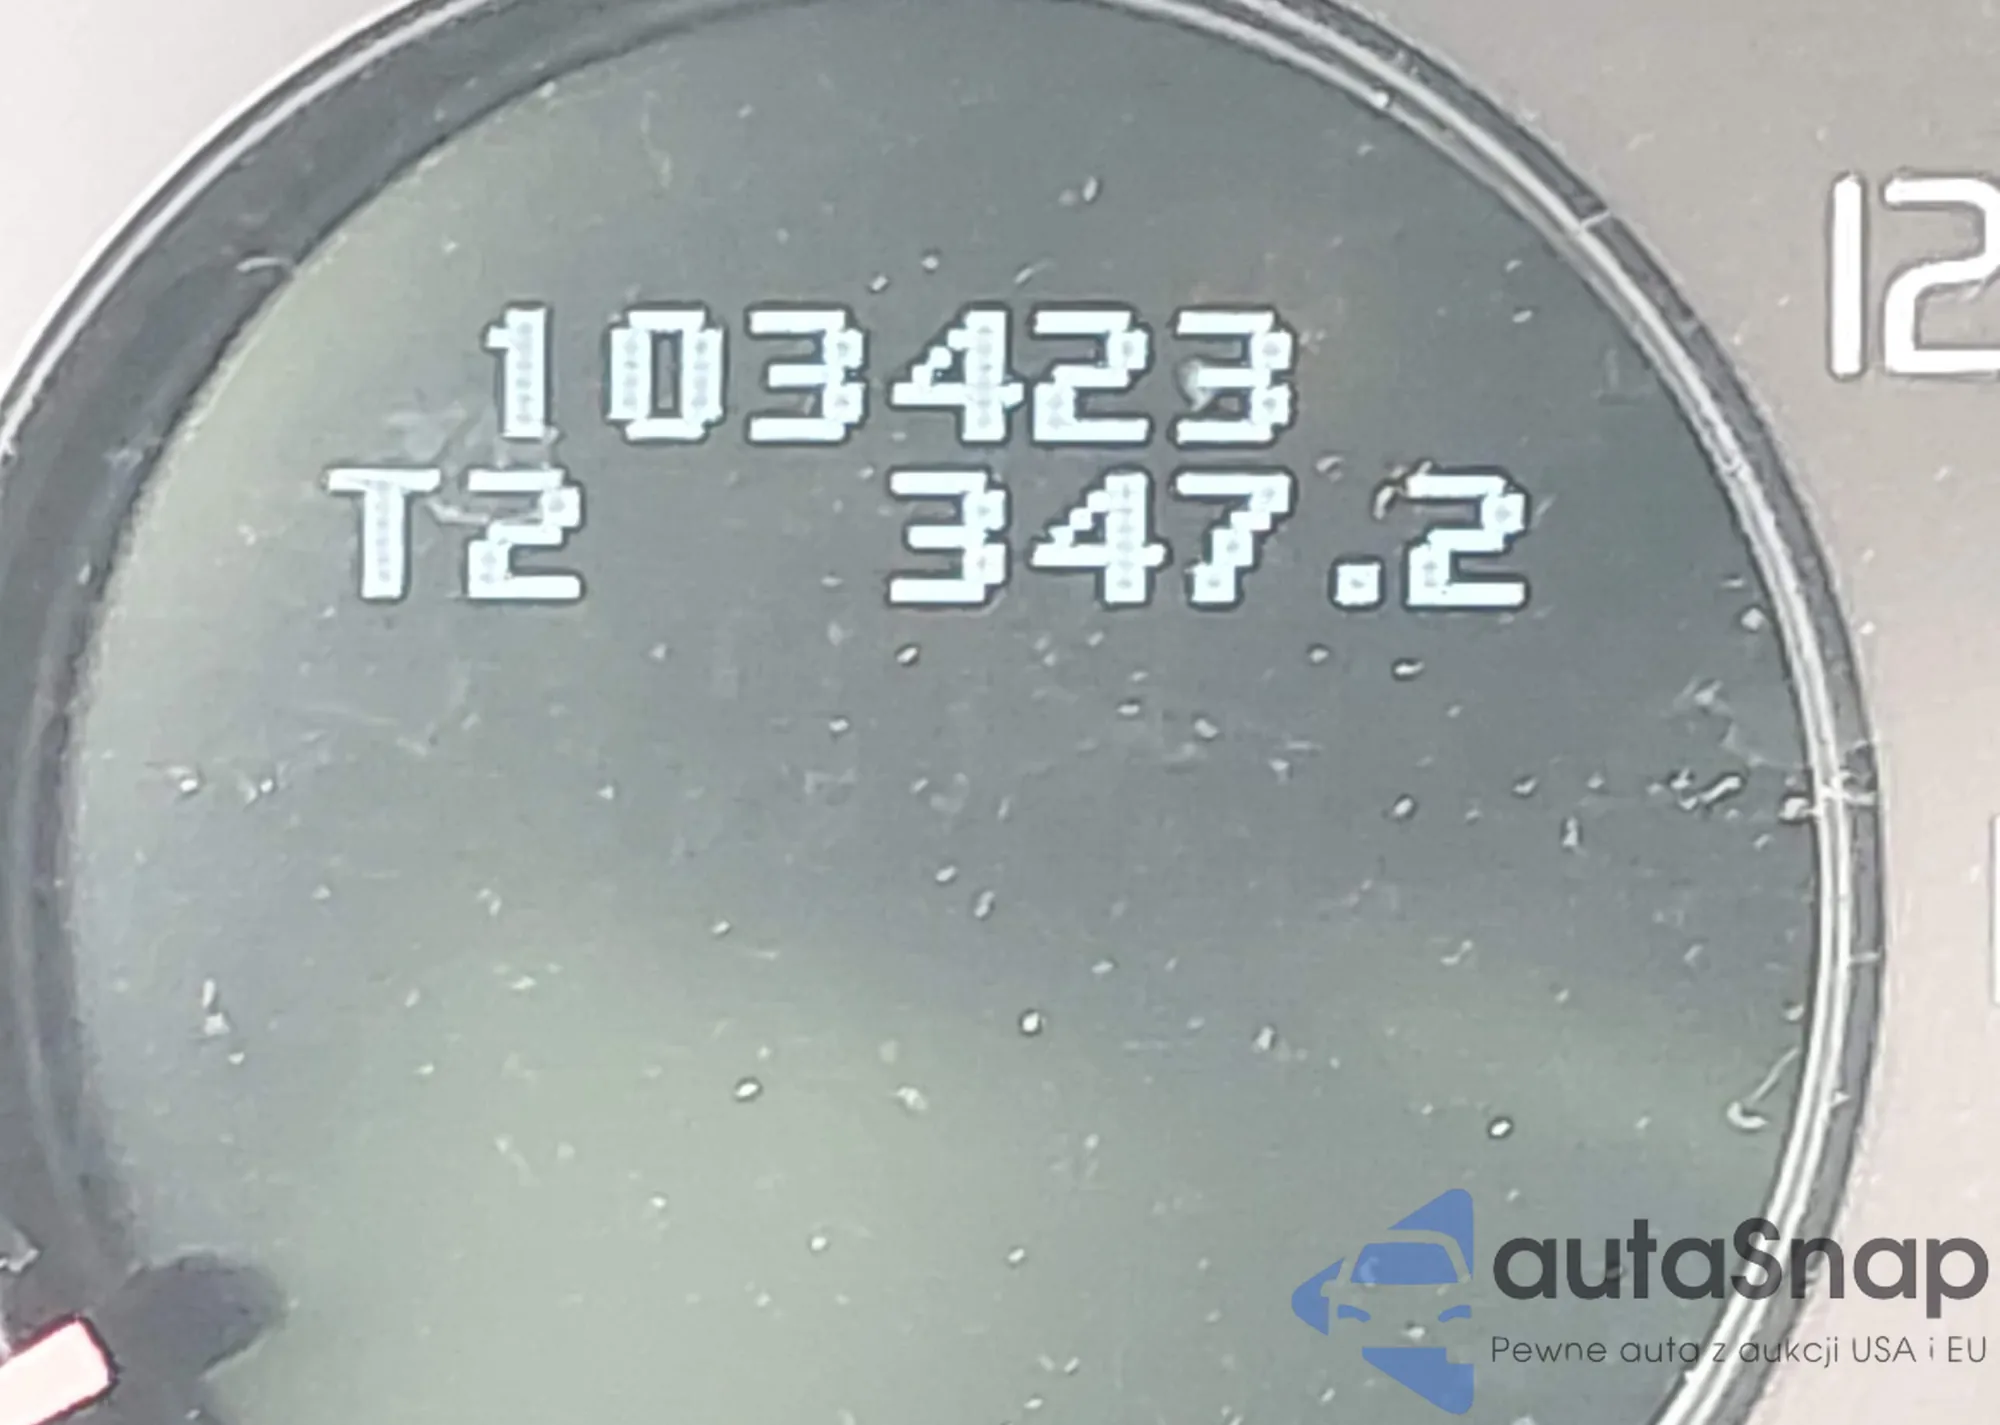 103423
T2 347.2
12
autaSnap
Pewne auta z aukcji USA i EU